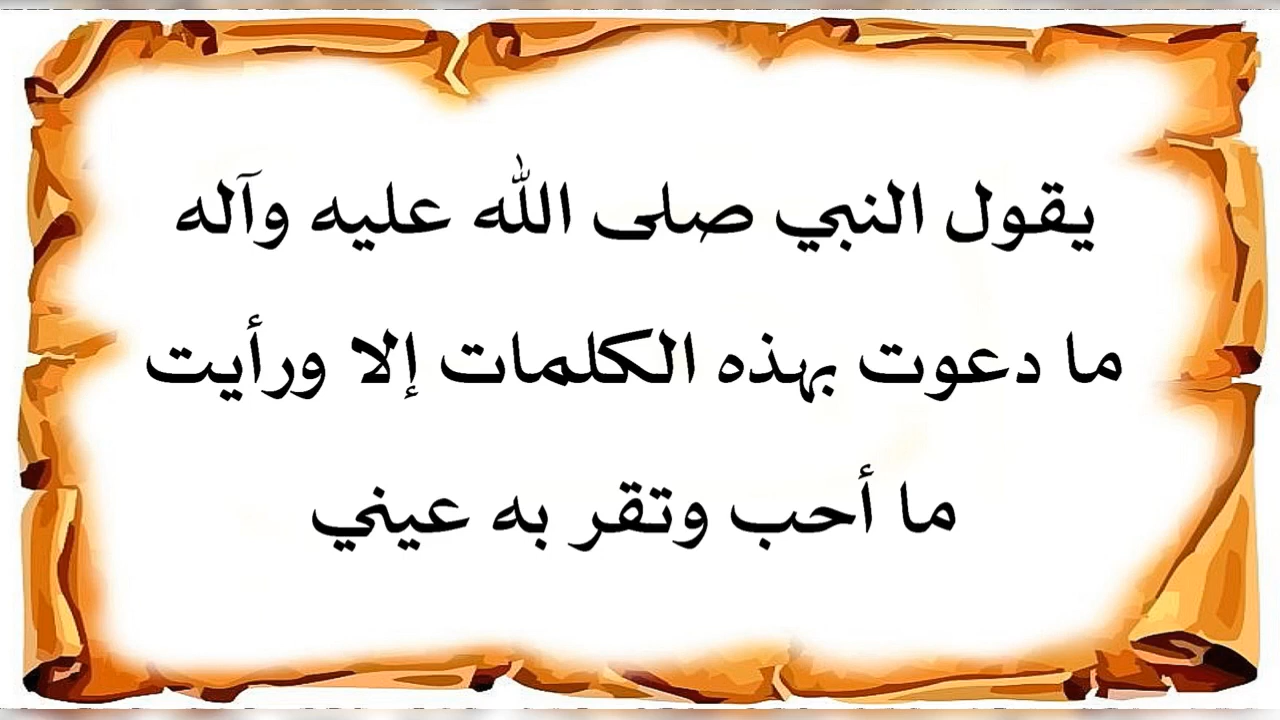 يقول النبي صلى الله عليه وآله
ما دعوت بهذه الكلمات إلا ورأيت
ما أحب وتقر به عيني